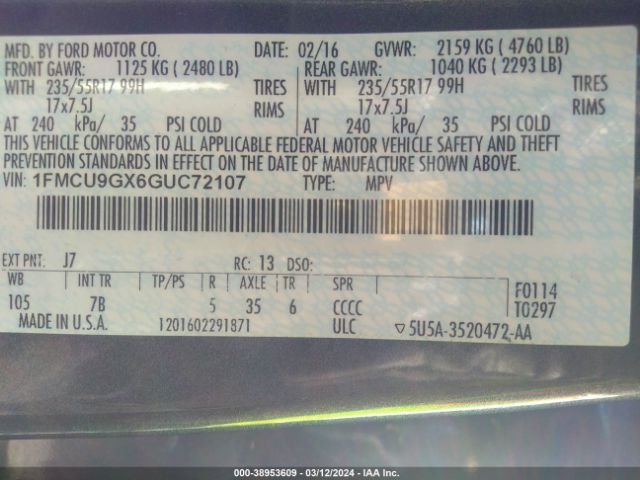 MFD. BY FORD MOTOR CO. DATE: 02/16 GVWR: 2159 KG ( 4760 LB)
FRONT GAWR: 1125 KG ( 2480 LB) REAR GAWR: 1040 KG ( 2293 LB)
WITH 235/55R17 99H TIRES WITH 235/55R17 99H TIRES
17x7.5J RIMS 17x7.5J RIMS
AT 240 kPa/ 35 PSI COLD AT 240 kPa/ 35 PSI COLD
THIS VEHICLE CONFORMS TO ALL APPLICABLE FEDERAL MOTOR VEHICLE SAFETY AND THEFT
PREVENTION STANDARDS IN EFFECT ON THE DATE OF MANUFACTURE SHOWN ABOVE.
VIN: 1FMCU9GX6GUC72107 TYPE: MPV
EXT PNT: J7 RC: 13 DSO:
WB INT TR TP/PS R AXLE TR SPR
105 7B 5 35 6 CCCC F0114
T0297
MADE IN U.S.A. 1201602291871 ULC ▽5U5A-3520472-AA
000-38953609 - 03/12/2024 - IAA Inc.